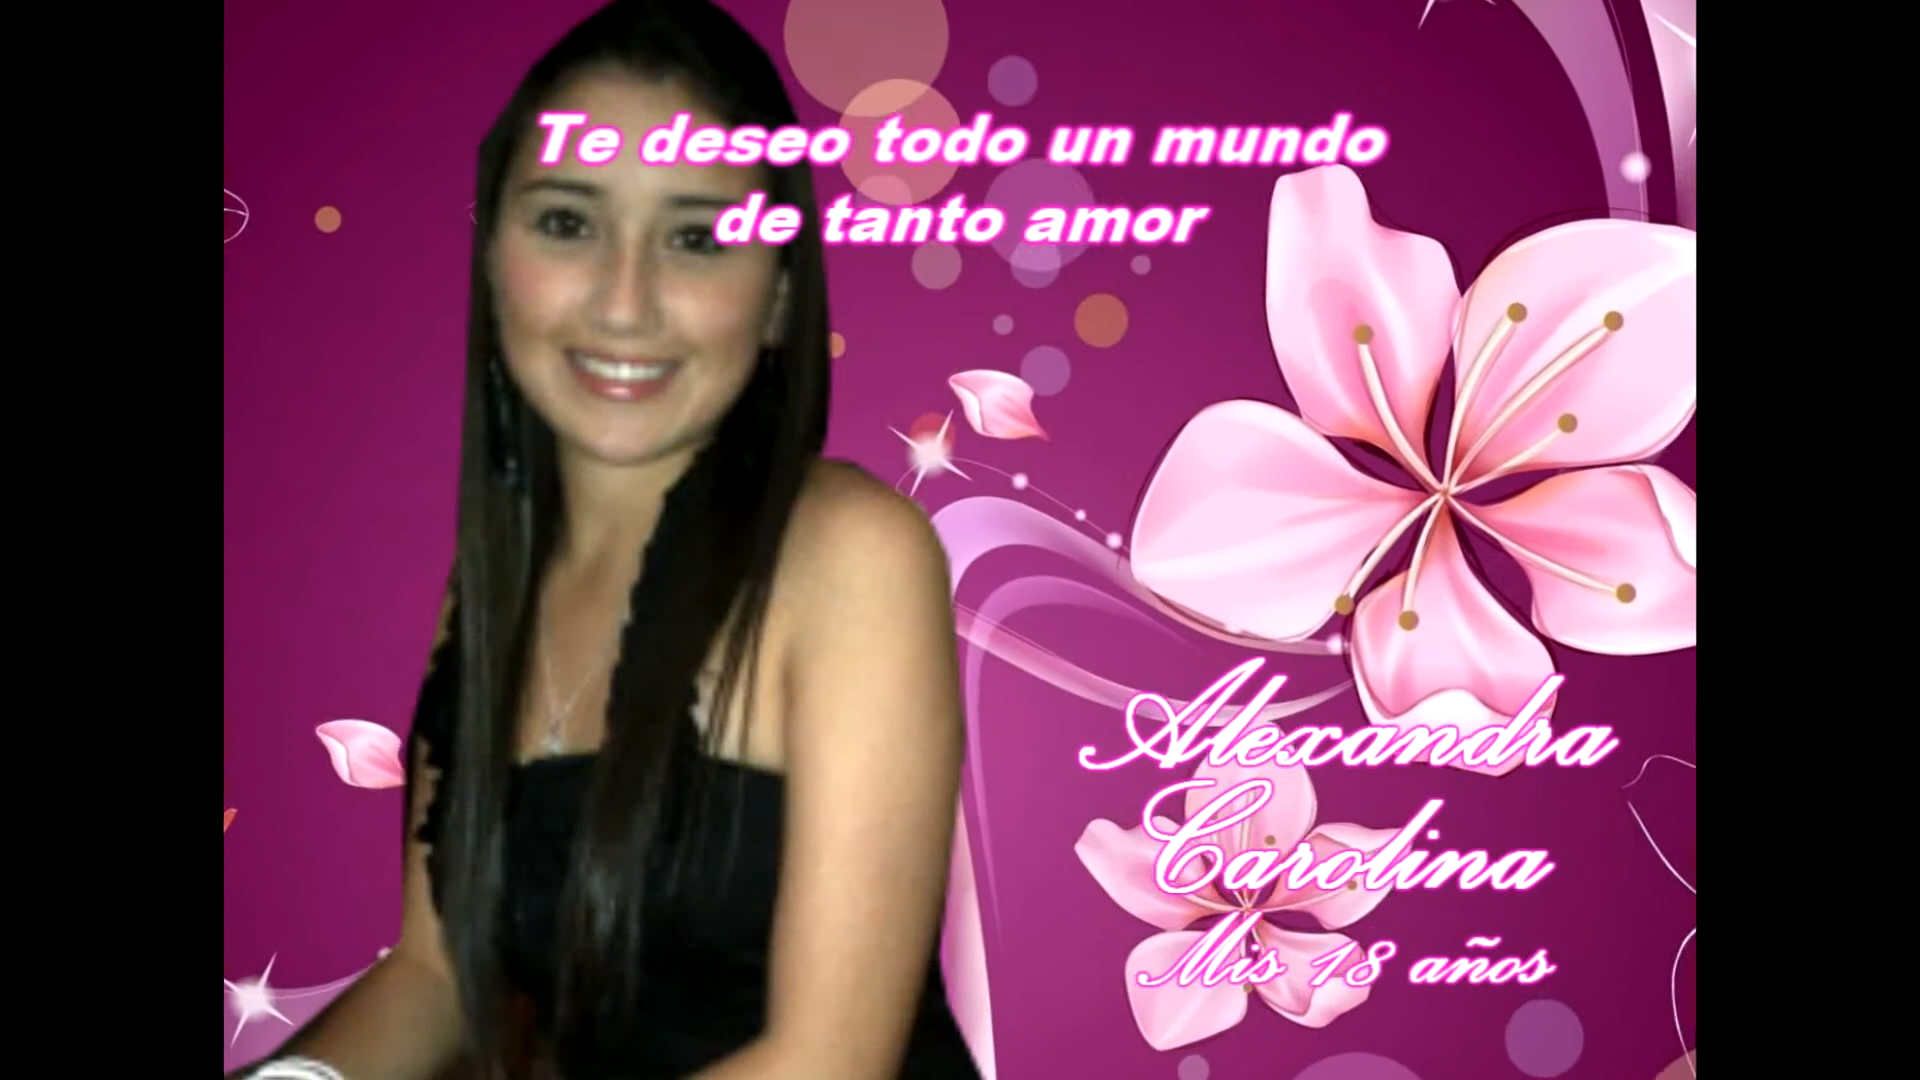 Te deseo todo un mundo
de tanto amor
Alexandra
Carolina
Mis 18 años